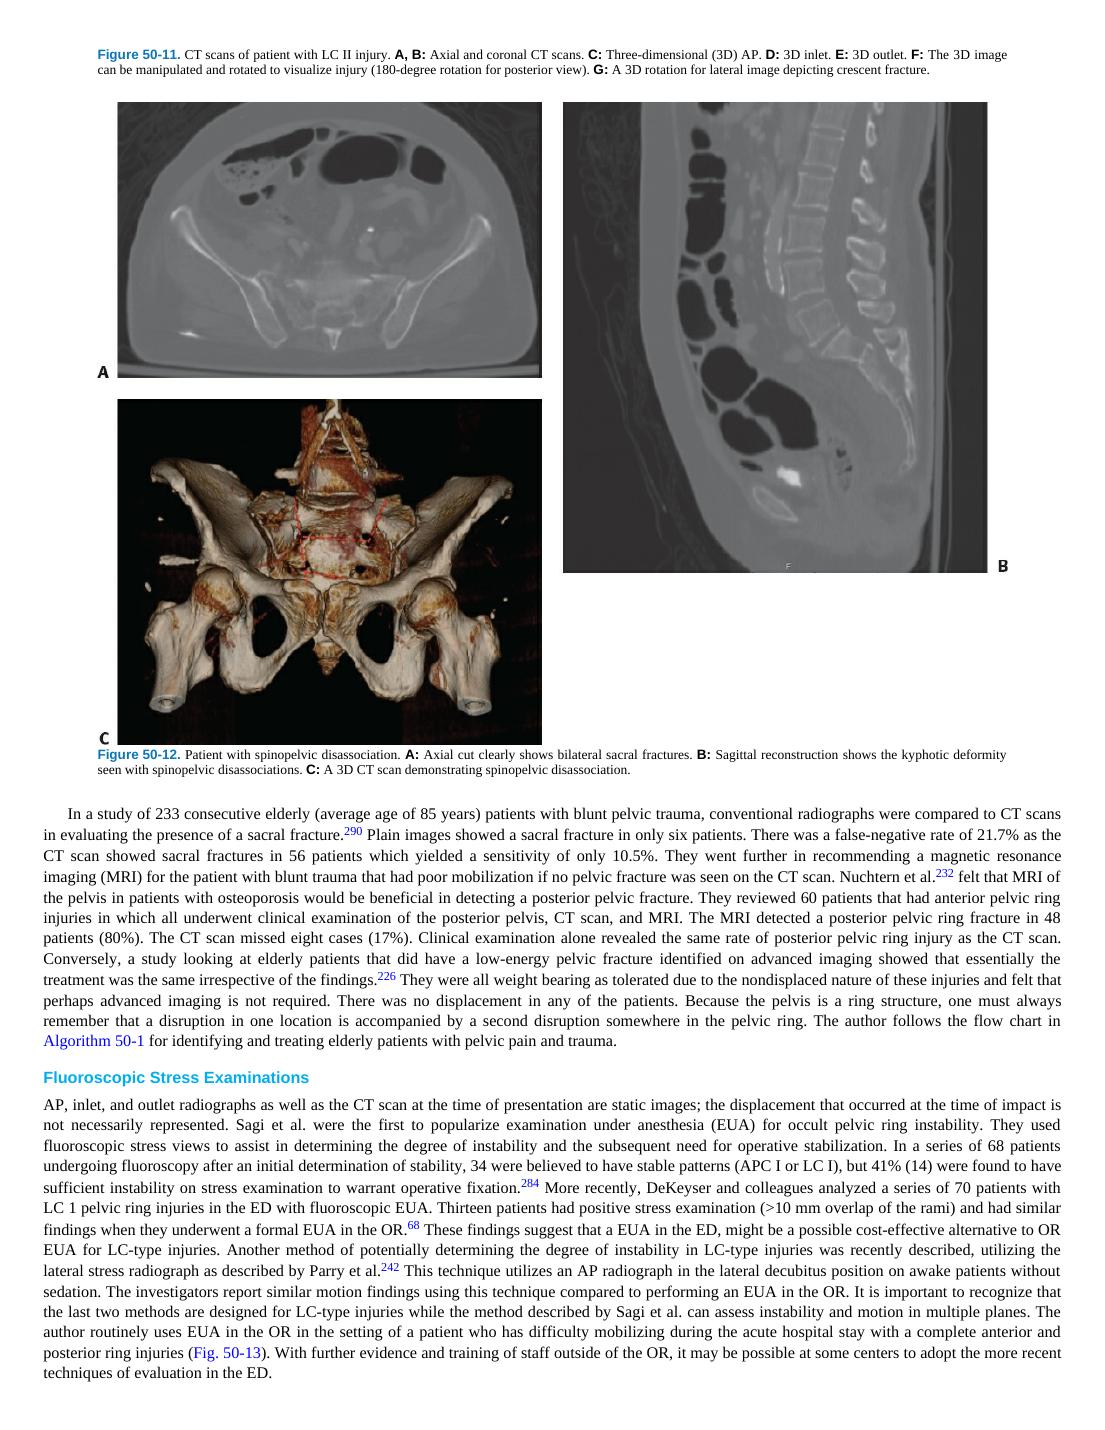 Figure 50-11. CT scans of patient with LC II injury. A, B: Axial and coronal CT scans. C: Three-dimensional (3D) AP. D: 3D inlet. E: 3D outlet. F: The 3D image
can be manipulated and rotated to visualize injury (180-degree rotation for posterior view). G: A 3D rotation for lateral image depicting crescent fracture.
A
F
B
C
Figure 50-12. Patient with spinopelvic disassociation. A: Axial cut clearly shows bilateral sacral fractures. B: Sagittal reconstruction shows the kyphotic deformity
seen with spinopelvic disassociations. C: A 3D CT scan demonstrating spinopelvic disassociation.
In a study of 233 consecutive elderly (average age of 85 years) patients with blunt pelvic trauma, conventional radiographs were compared to CT scans
in evaluating the presence of a sacral fracture.290 Plain images showed a sacral fracture in only six patients. There was a false-negative rate of 21.7% as the
CT scan showed sacral fractures in 56 patients which yielded a sensitivity of only 10.5%. They went further in recommending a magnetic resonance
imaging (MRI) for the patient with blunt trauma that had poor mobilization if no pelvic fracture was seen on the CT scan. Nuchtern et al.232 felt that MRI of
the pelvis in patients with osteoporosis would be beneficial in detecting a posterior pelvic fracture. They reviewed 60 patients that had anterior pelvic ring
injuries in which all underwent clinical examination of the posterior pelvis, CT scan, and MRI. The MRI detected a posterior pelvic ring fracture in 48
patients (80%). The CT scan missed eight cases (17%). Clinical examination alone revealed the same rate of posterior pelvic ring injury as the CT scan.
Conversely, a study looking at elderly patients that did have a low-energy pelvic fracture identified on advanced imaging showed that essentially the
treatment was the same irrespective of the findings.226 They were all weight bearing as tolerated due to the nondisplaced nature of these injuries and felt that
perhaps advanced imaging is not required. There was no displacement in any of the patients. Because the pelvis is a ring structure, one must always
remember that a disruption in one location is accompanied by a second disruption somewhere in the pelvic ring. The author follows the flow chart in
Algorithm 50-1 for identifying and treating elderly patients with pelvic pain and trauma.
Fluoroscopic Stress Examinations
AP, inlet, and outlet radiographs as well as the CT scan at the time of presentation are static images; the displacement that occurred at the time of impact is
not necessarily represented. Sagi et al. were the first to popularize examination under anesthesia (EUA) for occult pelvic ring instability. They used
fluoroscopic stress views to assist in determining the degree of instability and the subsequent need for operative stabilization. In a series of 68 patients
undergoing fluoroscopy after an initial determination of stability, 34 were believed to have stable patterns (APC I or LC I), but 41% (14) were found to have
sufficient instability on stress examination to warrant operative fixation.284 More recently, DeKeyser and colleagues analyzed a series of 70 patients with
LC 1 pelvic ring injuries in the ED with fluoroscopic EUA. Thirteen patients had positive stress examination (>10 mm overlap of the rami) and had similar
findings when they underwent a formal EUA in the OR.68 These findings suggest that a EUA in the ED, might be a possible cost-effective alternative to OR
EUA for LC-type injuries. Another method of potentially determining the degree of instability in LC-type injuries was recently described, utilizing the
lateral stress radiograph as described by Parry et al.242 This technique utilizes an AP radiograph in the lateral decubitus position on awake patients without
sedation. The investigators report similar motion findings using this technique compared to performing an EUA in the OR. It is important to recognize that
the last two methods are designed for LC-type injuries while the method described by Sagi et al. can assess instability and motion in multiple planes. The
author routinely uses EUA in the OR in the setting of a patient who has difficulty mobilizing during the acute hospital stay with a complete anterior and
posterior ring injuries (Fig. 50-13). With further evidence and training of staff outside of the OR, it may be possible at some centers to adopt the more recent
techniques of evaluation in the ED.